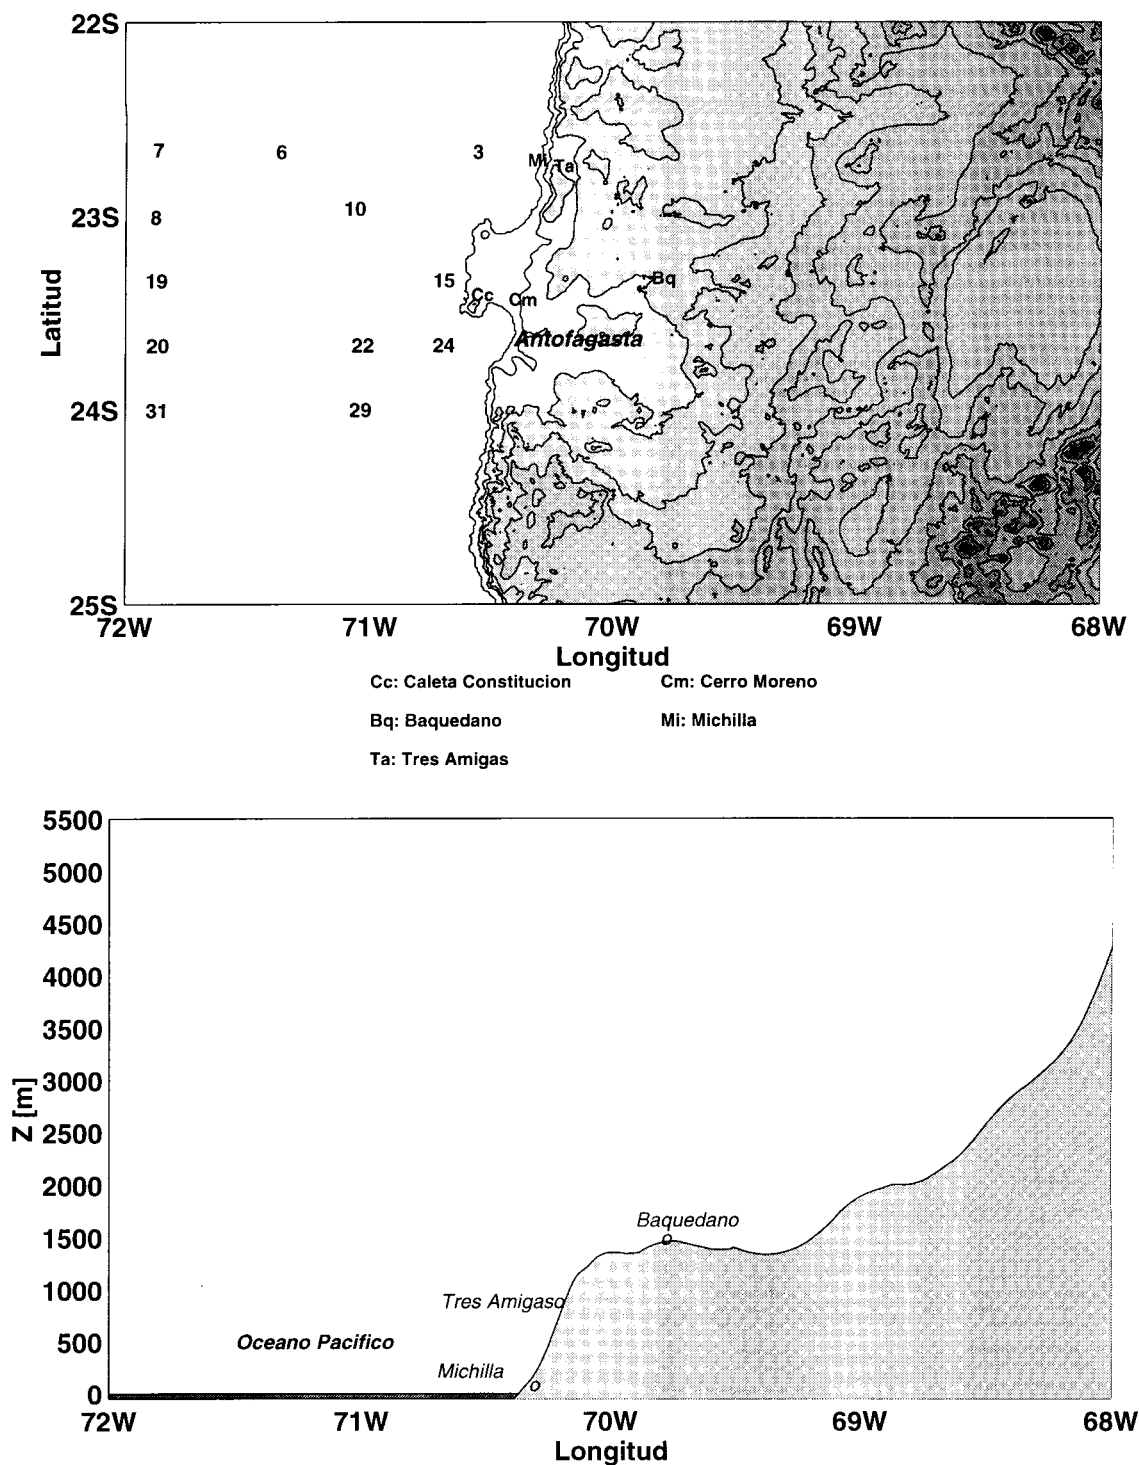 22S
7 6 3 Mi Ta
8 10
23S
19 15 Bq
Cc Cm
Latitud
20 22 24 Antofagasta
31 29
24S
25S
72W 71W 70W 69W 68W
Longitud
Cc: Caleta Constitucion Cm: Cerro Moreno
Bq: Baquedano Mi: Michilla
Ta: Tres Amigas
5500
5000
4500
4000
3500
Z [m]
3000
2500
2000
Baquedano
1500
1000
Tres Amigas
500
Oceano Pacifico
Michilla
0
72W 71W 70W 69W 68W
Longitud